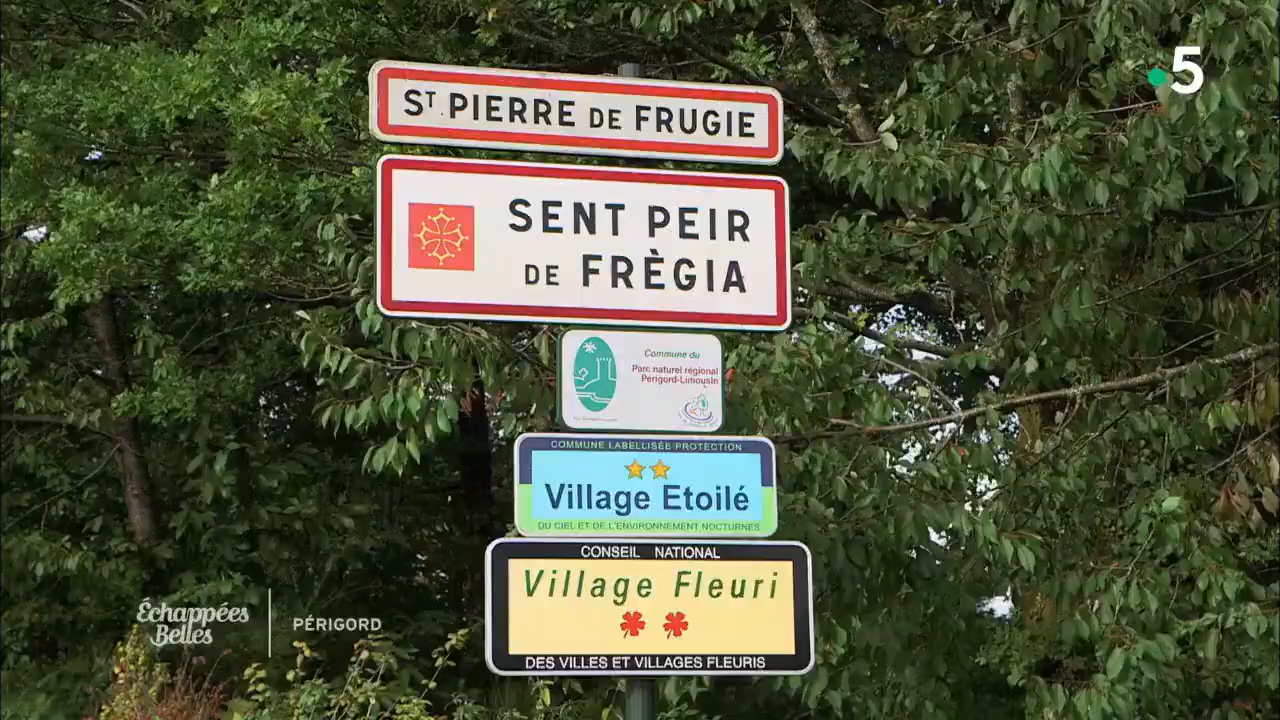 5
Sᵀ PIERRE DE FRUGIE
SENT PEIR
DE FRÈGIA
Commune du
Parc naturel régional
Périgord-Limousin
COMMUNE LABELLISÉE PROTECTION
Village Etoilé
DU CIEL ET DE L'ENVIRONNEMENT NOCTURNES
CONSEIL NATIONAL
Village Fleuri
DES VILLES ET VILLAGES FLEURIS
Échappées
Belles
PÉRIGORD